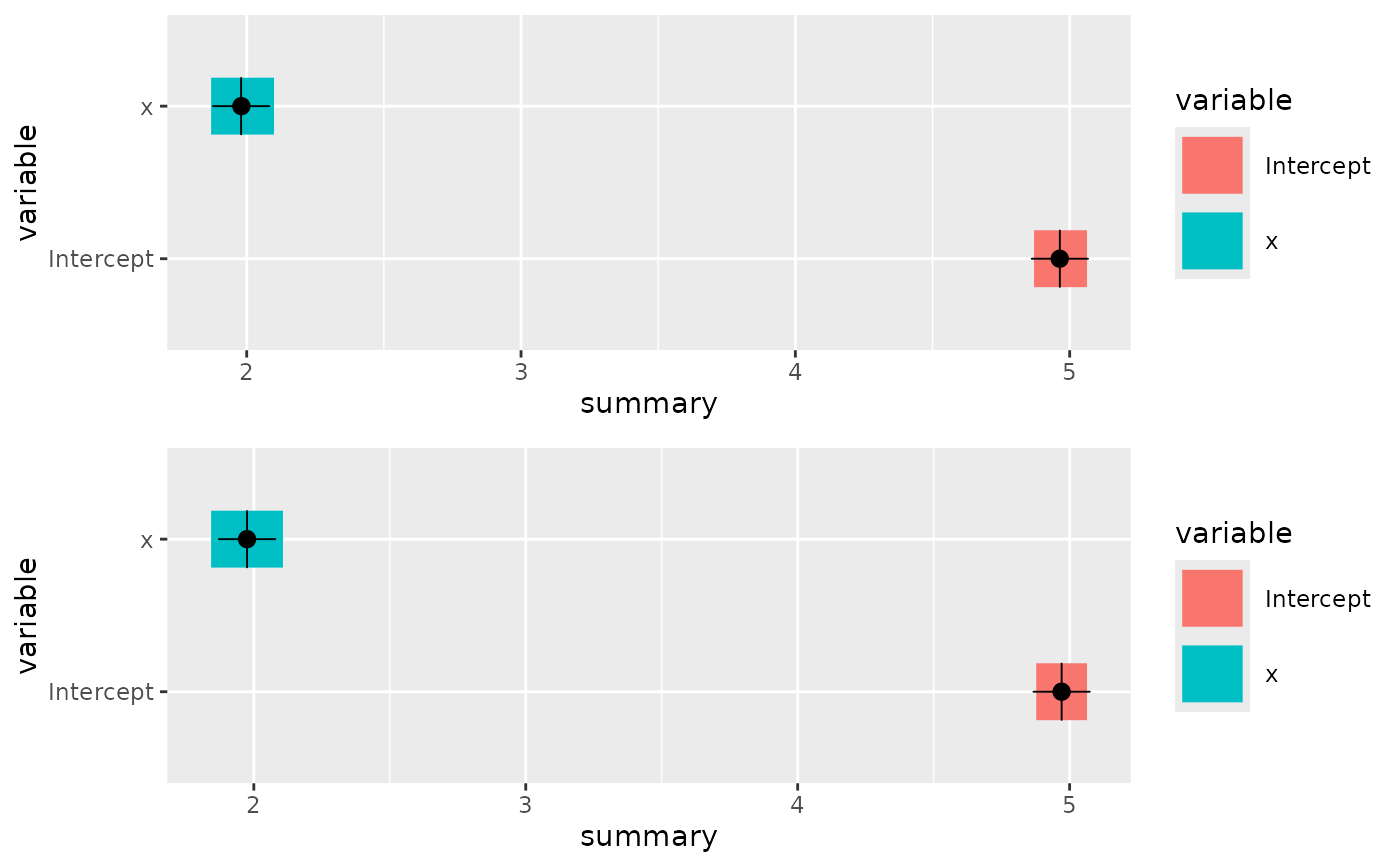 variable
x
Intercept
2 3 4 5
summary
variable
Intercept
x
variable
x
Intercept
2 3 4 5
summary
variable
Intercept
x